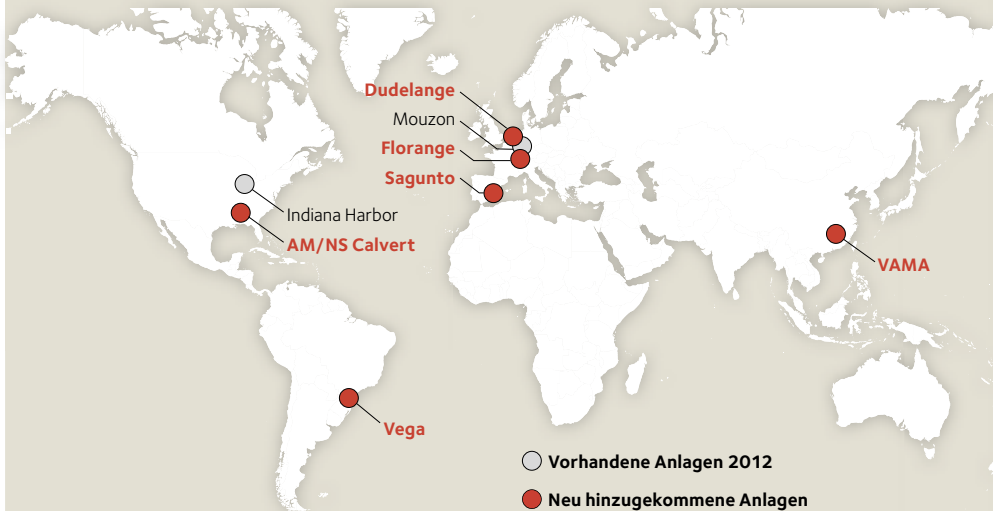 Dudelange
Mouzon
Florange
Sagunto
Indiana Harbor
AM/NS Calvert
VAMA
Vega
Vorhandene Anlagen 2012
Neu hinzugekommene Anlagen